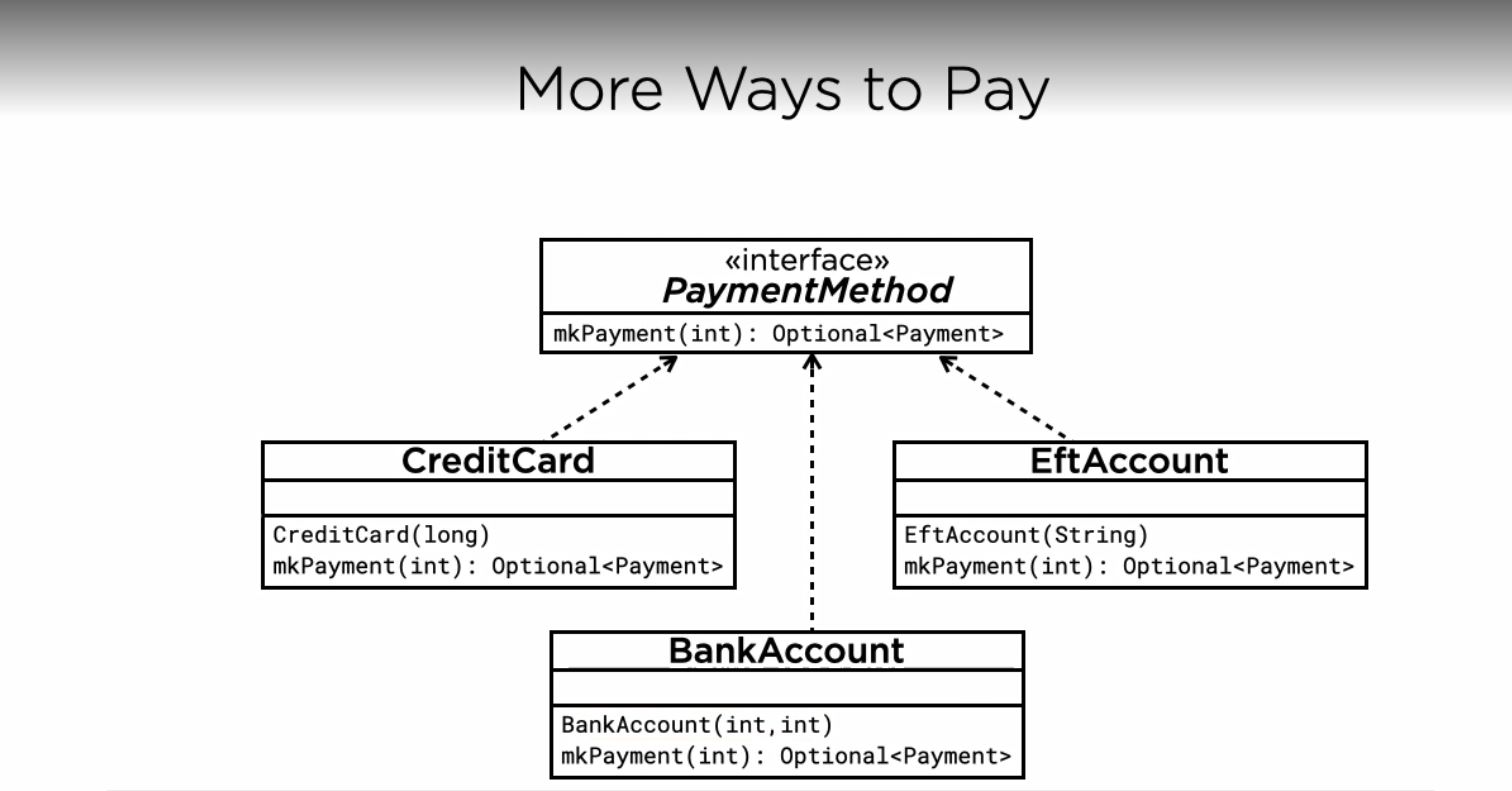 More Ways to Pay
«interface»
PaymentMethod
mkPayment(int): Optional<Payment>
CreditCard
CreditCard(long)
mkPayment(int): Optional<Payment>
EftAccount
EftAccount(String)
mkPayment(int): Optional<Payment>
BankAccount
BankAccount(int,int)
mkPayment(int): Optional<Payment>